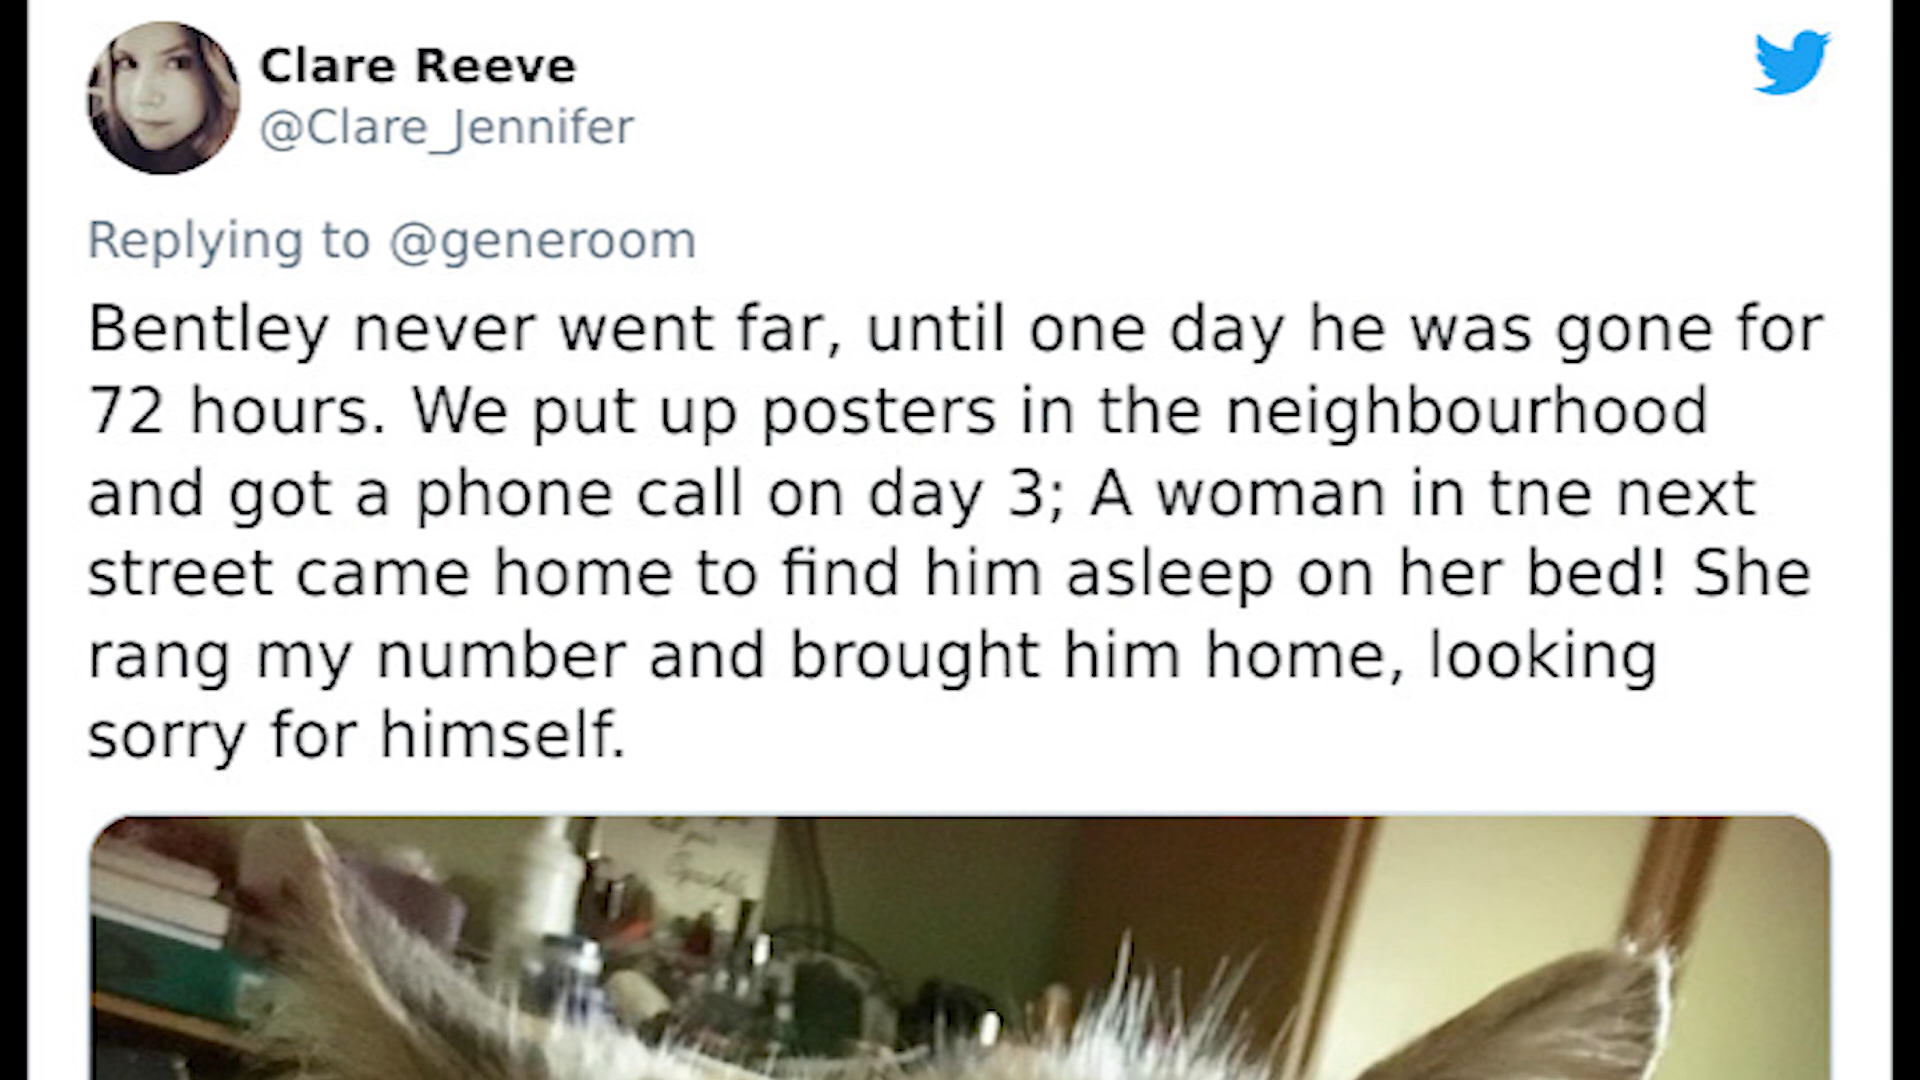 Clare Reeve
@Clare_Jennifer
Replying to @generoom
Bentley never went far, until one day he was gone for
72 hours. We put up posters in the neighbourhood
and got a phone call on day 3; A woman in tne next
street came home to find him asleep on her bed! She
rang my number and brought him home, looking
sorry for himself.